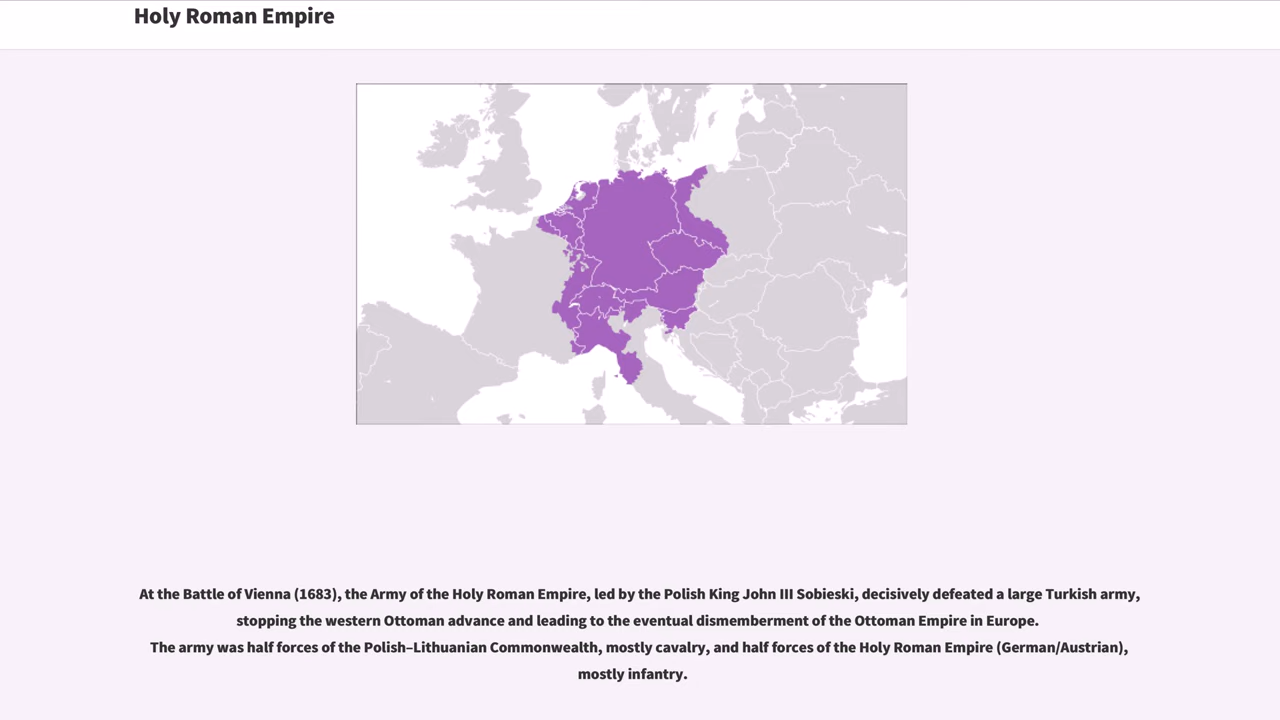 Holy Roman Empire
At the Battle of Vienna (1683), the Army of the Holy Roman Empire, led by the Polish King John III Sobieski, decisively defeated a large Turkish army,
stopping the western Ottoman advance and leading to the eventual dismemberment of the Ottoman Empire in Europe.
The army was half forces of the Polish–Lithuanian Commonwealth, mostly cavalry, and half forces of the Holy Roman Empire (German/Austrian),
mostly infantry.